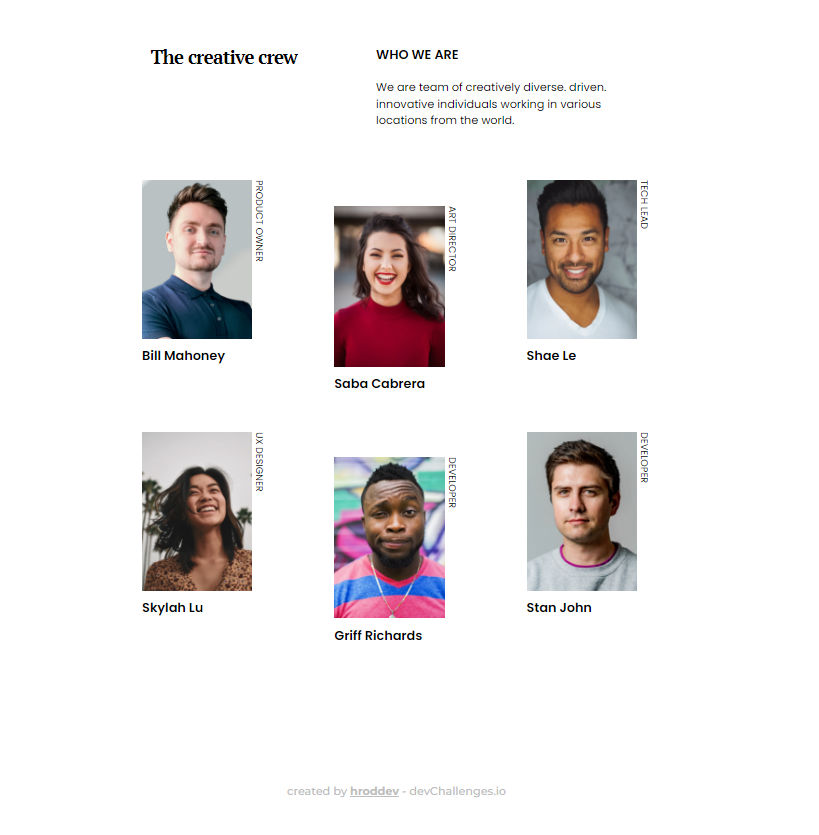 The creative crew
WHO WE ARE
We are team of creatively diverse. driven.
innovative individuals working in various
locations from the world.
PRODUCT OWNER
Bill Mahoney
ART DIRECTOR
Saba Cabrera
TECH LEAD
Shae Le
UX DESIGNER
Skylah Lu
DEVELOPER
Griff Richards
DEVELOPER
Stan John
created by hroddev - devChallenges.io